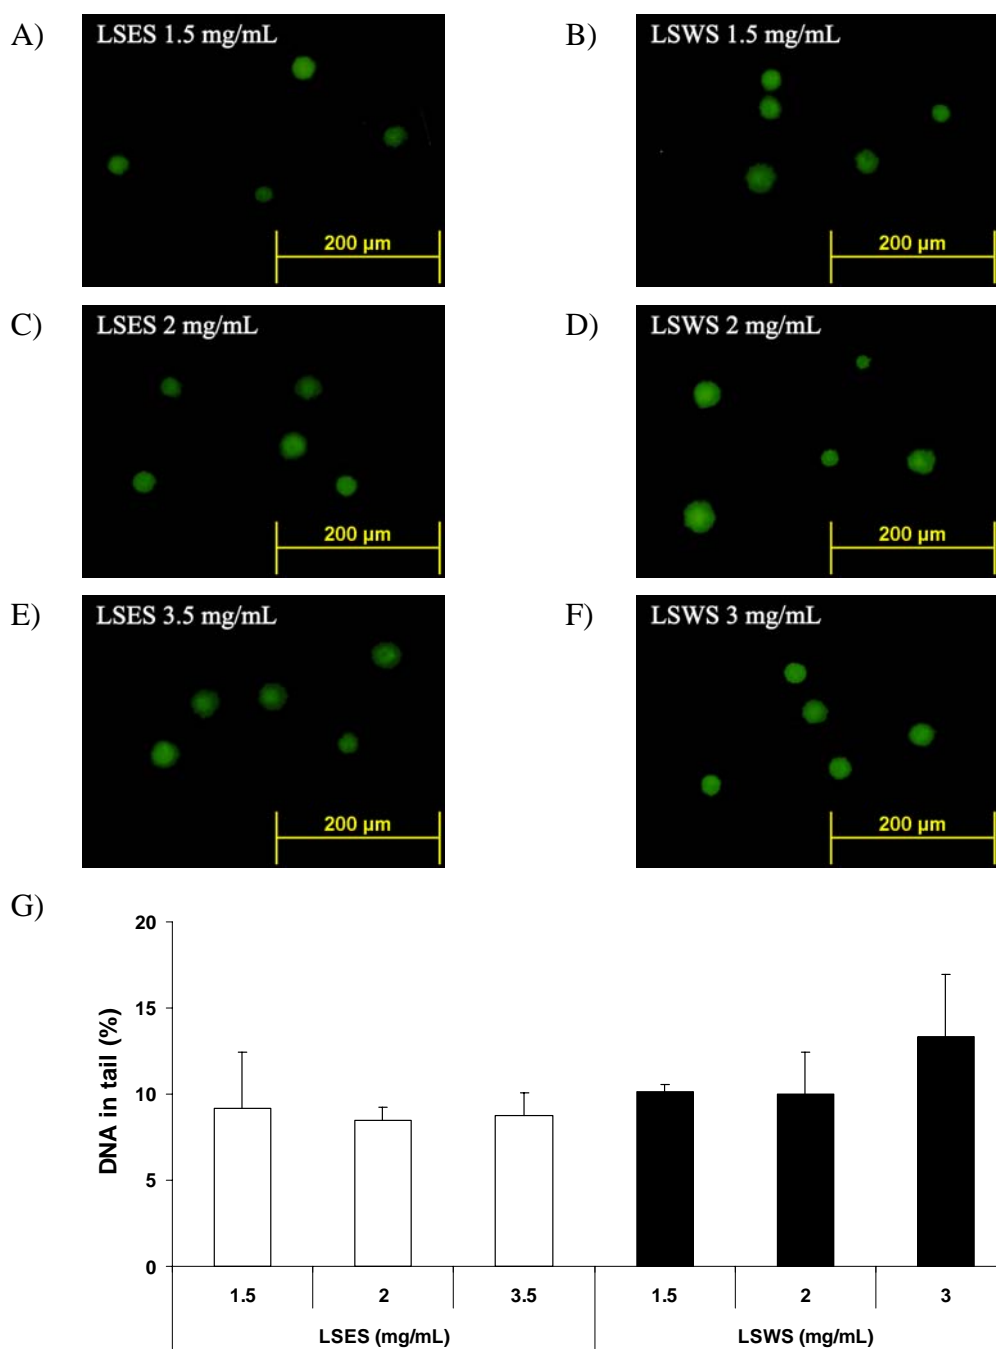 A)
LSES 1.5 mg/mL
200 µm
B)
LSWS 1.5 mg/mL
200 µm
C)
LSES 2 mg/mL
200 µm
D)
LSWS 2 mg/mL
200 µm
E)
LSES 3.5 mg/mL
200 µm
F)
LSWS 3 mg/mL
200 µm
G)
DNA in tail (%)
20
15
10
5
0
1.5 2 3.5 1.5 2 3
LSES (mg/mL) LSWS (mg/mL)